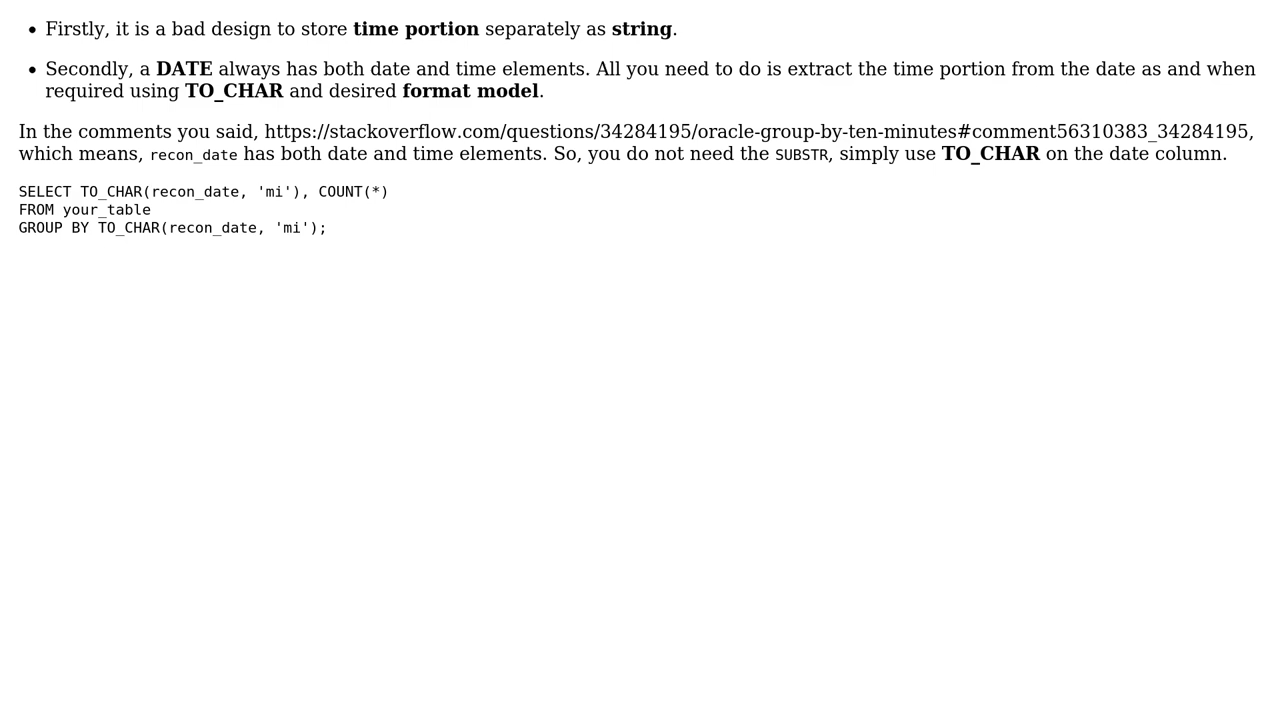 • Firstly, it is a bad design to store time portion separately as string.
• Secondly, a DATE always has both date and time elements. All you need to do is extract the time portion from the date as and when
required using TO_CHAR and desired format model.
In the comments you said, https://stackoverflow.com/questions/34284195/oracle-group-by-ten-minutes#comment56310383_34284195,
which means, recon_date has both date and time elements. So, you do not need the SUBSTR, simply use TO_CHAR on the date column.
SELECT TO_CHAR(recon_date, 'mi'), COUNT(*)
FROM your_table
GROUP BY TO_CHAR(recon_date, 'mi');